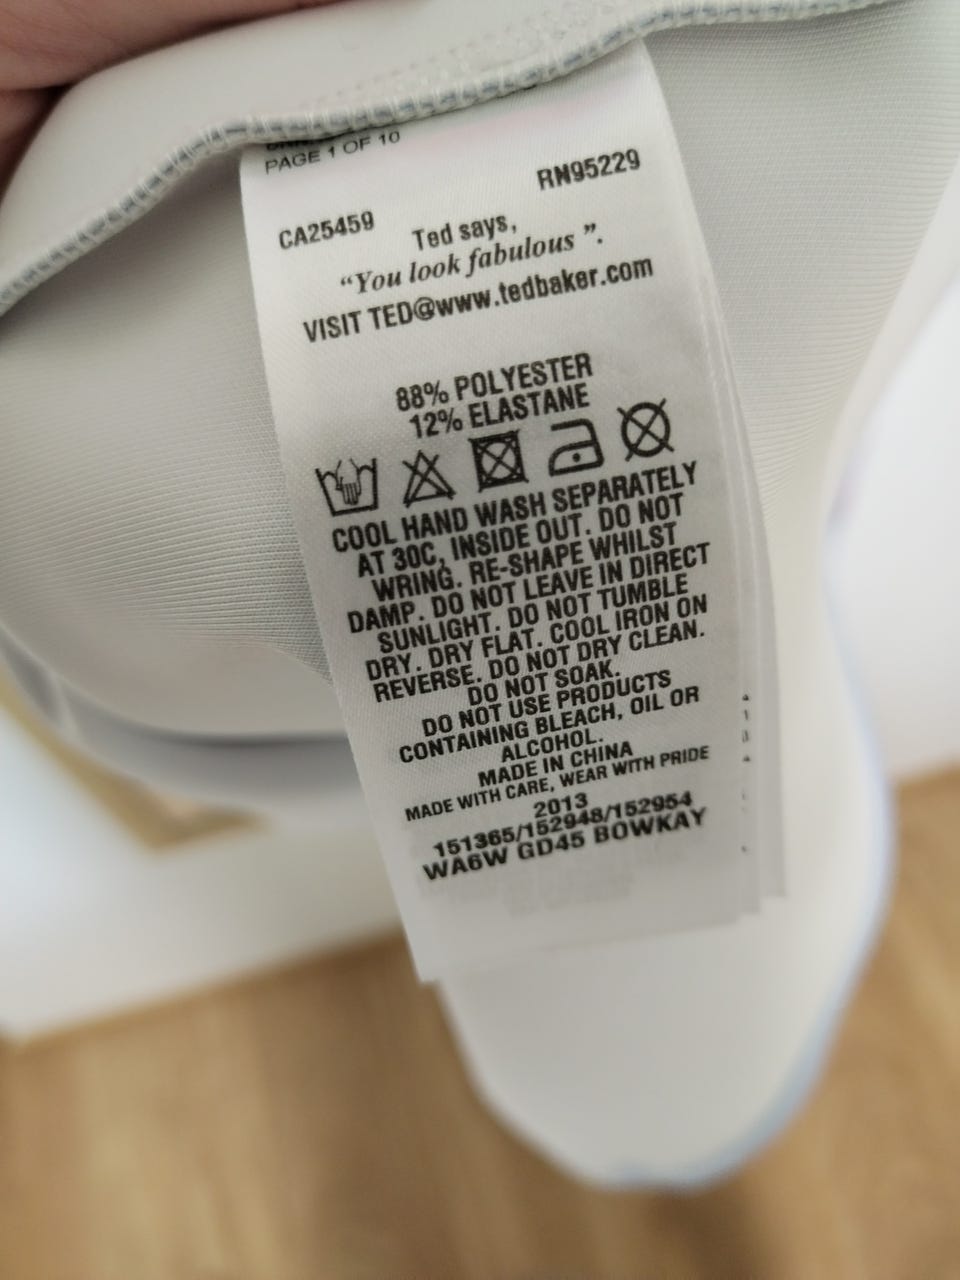 PAGE 1 OF 10
RN95229
CA25459
Ted says,
“You look fabulous ”.
VISIT TED@www.tedbaker.com
88% POLYESTER
12% ELASTANE
COOL HAND WASH SEPARATELY
AT 30C, INSIDE OUT. DO NOT
WRING. RE-SHAPE WHILST
DAMP. DO NOT LEAVE IN DIRECT
SUNLIGHT. DO NOT TUMBLE
DRY. DRY FLAT. COOL IRON ON
REVERSE. DO NOT DRY CLEAN.
DO NOT SOAK.
DO NOT USE PRODUCTS
CONTAINING BLEACH, OIL OR
ALCOHOL.
MADE IN CHINA
MADE WITH CARE, WEAR WITH PRIDE
2013
151365/152948/152954
WA6W GD45 BOWKAY